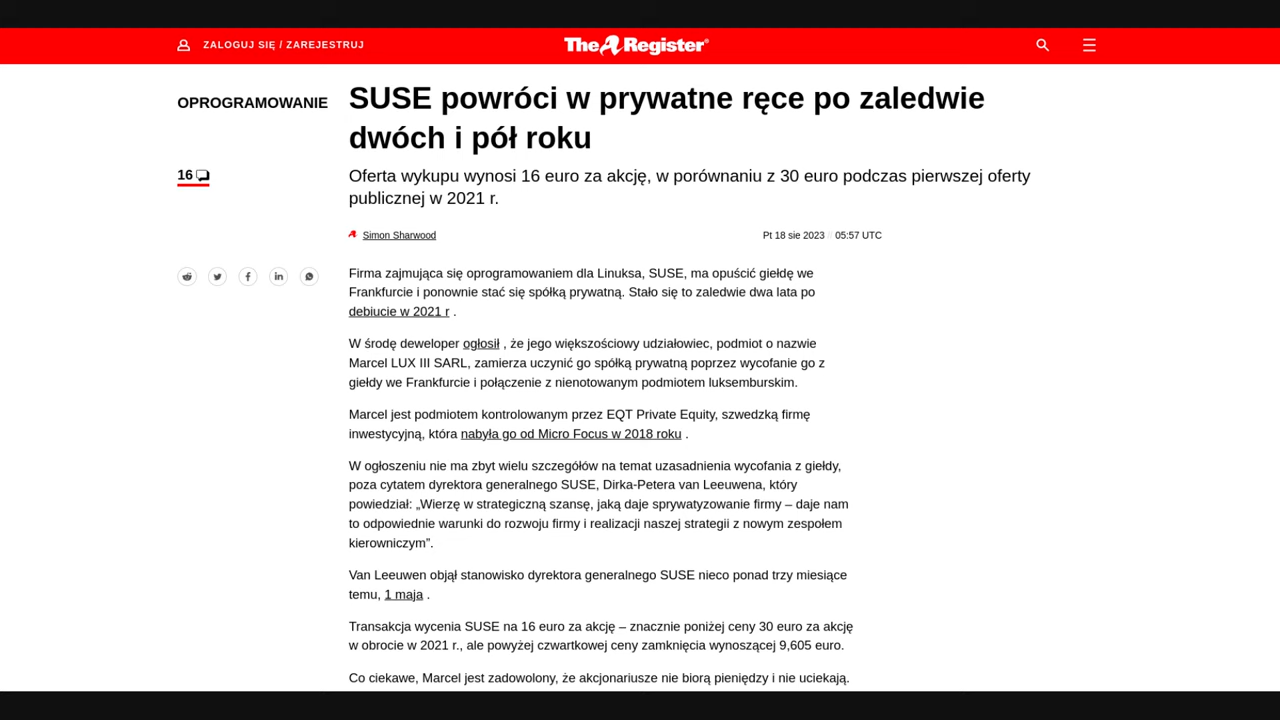 ZALOGUJ SIĘ / ZAREJESTRUJ
The Register®
OPROGRAMOWANIE
SUSE powróci w prywatne ręce po zaledwie
dwóch i pół roku
16
Oferta wykupu wynosi 16 euro za akcję, w porównaniu z 30 euro podczas pierwszej oferty
publicznej w 2021 r.
Simon Sharwood
Pt 18 sie 2023 // 05:57 UTC
Firma zajmująca się oprogramowaniem dla Linuksa, SUSE, ma opuścić giełdę we
Frankfurcie i ponownie stać się spółką prywatną. Stało się to zaledwie dwa lata po
debiucie w 2021 r .
W środę deweloper ogłosił , że jego większościowy udziałowiec, podmiot o nazwie
Marcel LUX III SARL, zamierza uczynić go spółką prywatną poprzez wycofanie go z
giełdy we Frankfurcie i połączenie z nienotowanym podmiotem luksemburskim.
Marcel jest podmiotem kontrolowanym przez EQT Private Equity, szwedzką firmę
inwestycyjną, która nabyła go od Micro Focus w 2018 roku .
W ogłoszeniu nie ma zbyt wielu szczegółów na temat uzasadnienia wycofania z giełdy,
poza cytatem dyrektora generalnego SUSE, Dirka-Petera van Leeuwena, który
powiedział: „Wierzę w strategiczną szansę, jaką daje sprywatyzowanie firmy – daje nam
to odpowiednie warunki do rozwoju firmy i realizacji naszej strategii z nowym zespołem
kierowniczym”.
Van Leeuwen objął stanowisko dyrektora generalnego SUSE nieco ponad trzy miesiące
temu, 1 maja .
Transakcja wycenia SUSE na 16 euro za akcję – znacznie poniżej ceny 30 euro za akcję
w obrocie w 2021 r., ale powyżej czwartkowej ceny zamknięcia wynoszącej 9,605 euro.
Co ciekawe, Marcel jest zadowolony, że akcjonariusze nie biorą pieniędzy i nie uciekają.